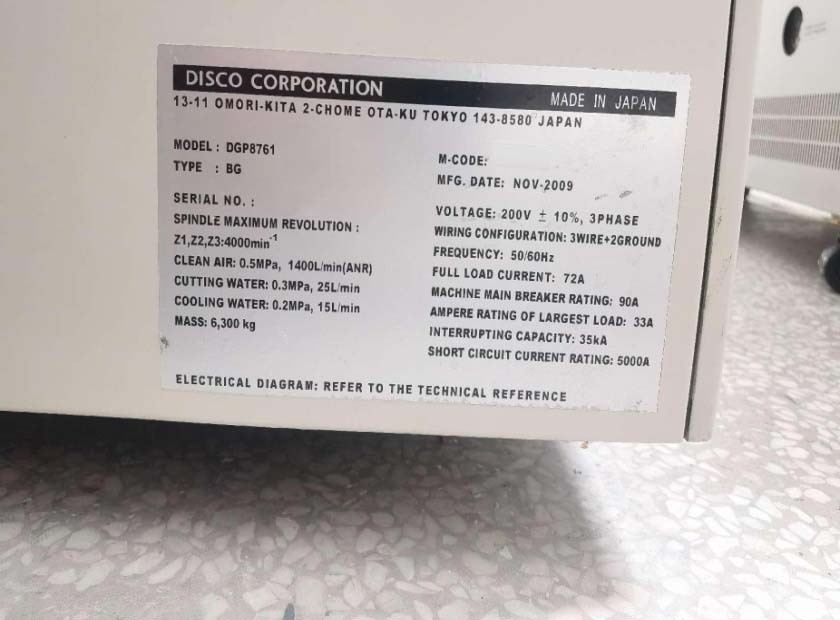 DISCO CORPORATION
MADE IN JAPAN
13-11 OMORI-KITA 2-CHOME OTA-KU TOKYO 143-8580 JAPAN
MODEL : DGP8761
TYPE : BG
SERIAL NO. :
SPINDLE MAXIMUM REVOLUTION :
Z1,Z2,Z3:4000min-1
CLEAN AIR: 0.5MPa, 1400L/min(ANR)
CUTTING WATER: 0.3MPa, 25L/min
COOLING WATER: 0.2MPa, 15L/min
MASS: 6,300 kg
M-CODE:
MFG. DATE: NOV-2009
VOLTAGE: 200V ± 10%, 3PHASE
WIRING CONFIGURATION: 3WIRE+2GROUND
FREQUENCY: 50/60Hz
FULL LOAD CURRENT: 72A
MACHINE MAIN BREAKER RATING: 90A
AMPERE RATING OF LARGEST LOAD: 33A
INTERRUPTING CAPACITY: 35kA
SHORT CIRCUIT CURRENT RATING: 5000A
ELECTRICAL DIAGRAM: REFER TO THE TECHNICAL REFERENCE